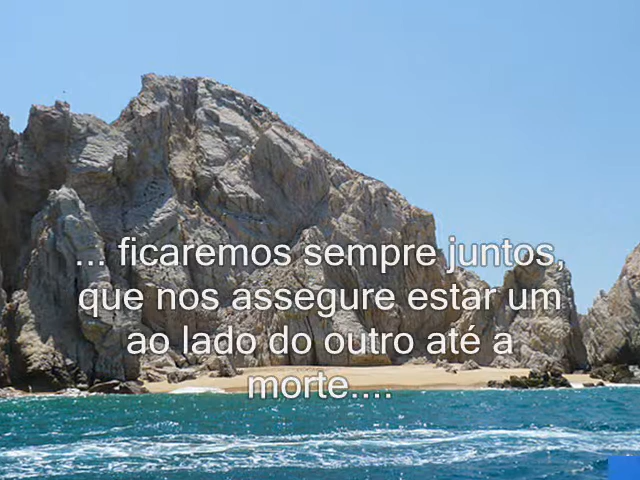 ... ficaremos sempre juntos,
que nos assegure estar um
ao lado do outro até a
morte....